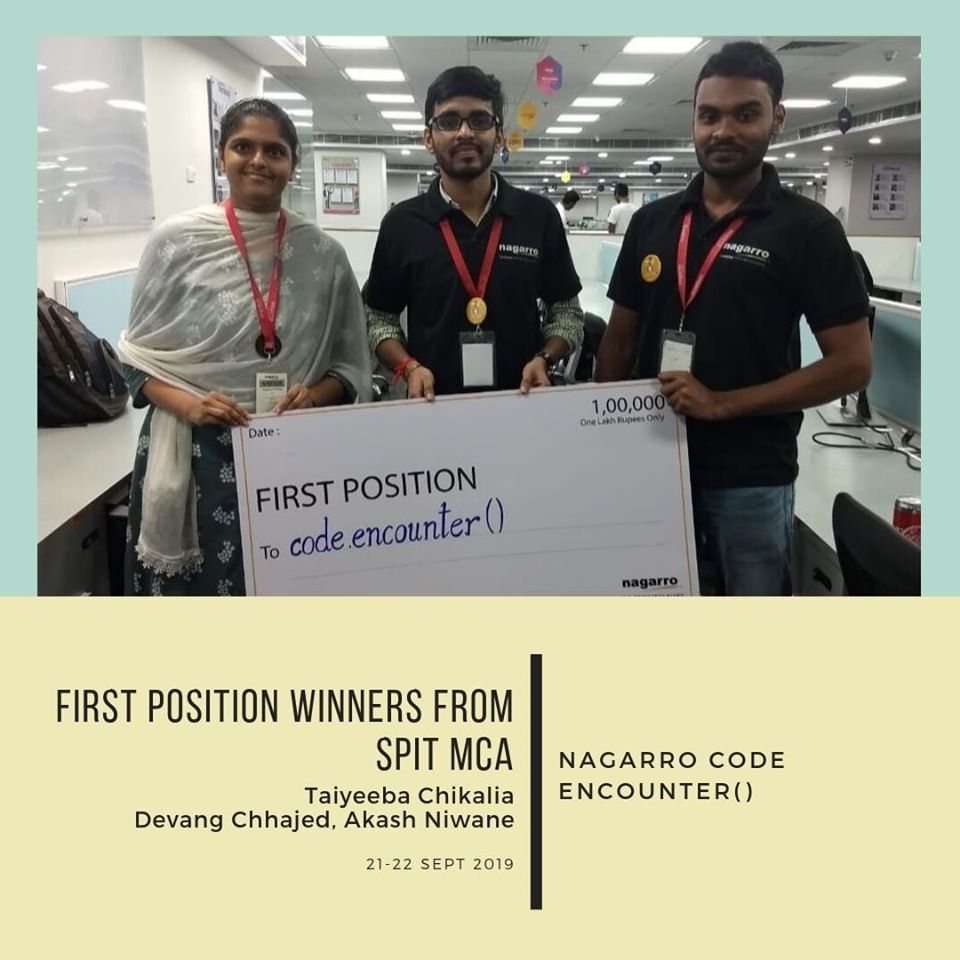 nagarro
nagarro
Date :
1,00,000
One Lakh Rupees Only
FIRST POSITION
To code.encounter()
nagarro
FIRST POSITION WINNERS FROM
SPIT MCA
Taiyeeba Chikalia
Devang Chhajed, Akash Niwane
21-22 SEPT 2019
NAGARRO CODE
ENCOUNTER()